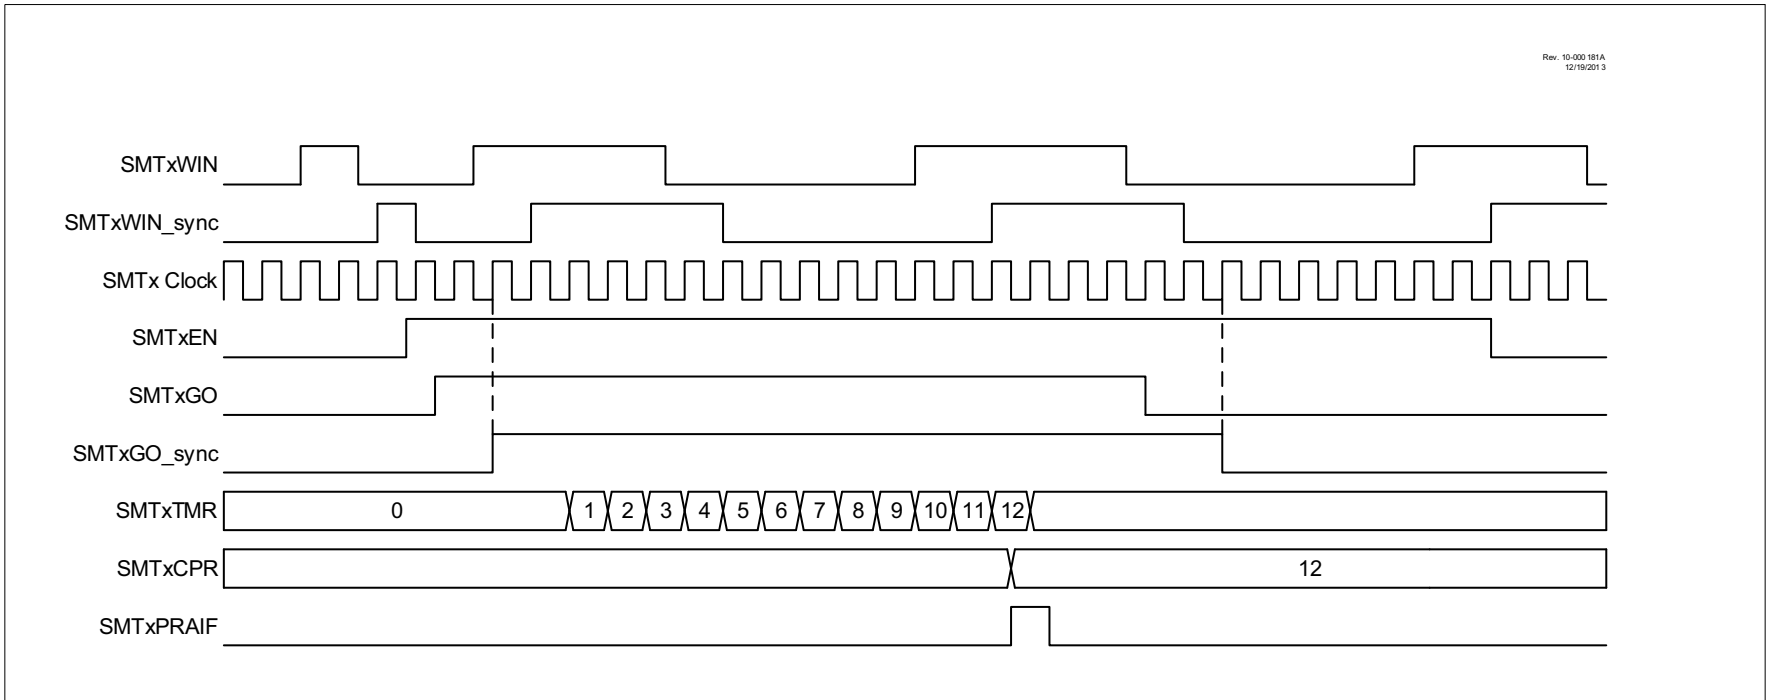 Rev. 10-000 181A
12/19/201 3
SMTxWIN
SMTxWIN_sync
SMTx Clock
SMTxEN
SMTxGO
SMTxGO_sync
SMTxTMR 0 1 2 3 4 5 6 7 8 9 10 11 12
SMTxCPR 12
SMTxPRAIF